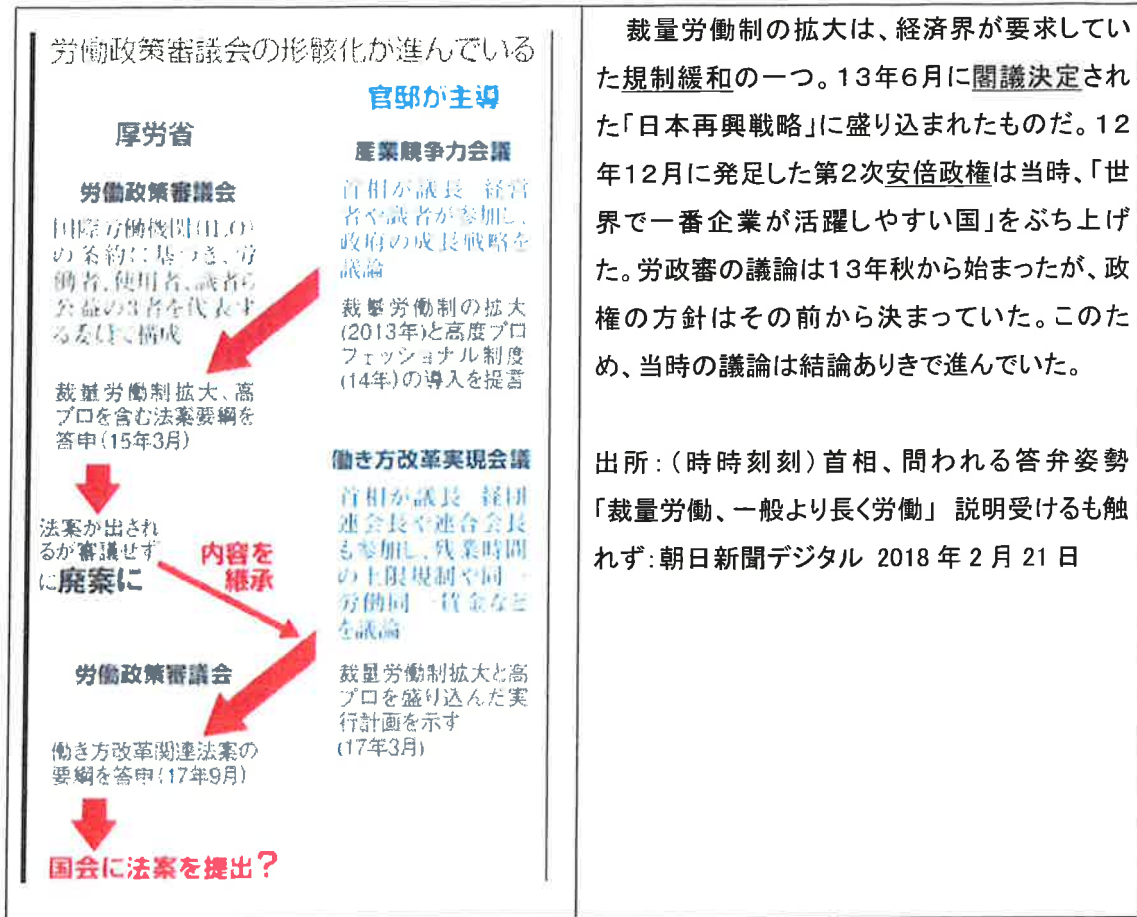 労働政策審議会の形骸化が進んでいる
官邸が主導
厚労省
産業競争力会議
労働政策審議会
首相が議長 経営
者や識者が参加し、
政府の成長戦略を
議論
国際労働機関(ILO)
の条約に基づき、労
働者、使用者、識者ら
公益の3者を代表す
る委員で構成
裁量労働制の拡大
(2013年)と高度プロ
フェッショナル制度
(14年)の導入を提言
裁量労働制拡大、高
プロを含む法案要綱を
答申(15年3月)
働き方改革実現会議
首相が議長 経団
連会長や連合会長
も参加し、残業時間
の上限規制や同一
労働同一賃金など
を議論
法案が出され
るが審議せず
に廃案に
内容を
継承
労働政策審議会
裁量労働制拡大と高
プロを盛り込んだ実
行計画を示す
(17年3月)
働き方改革関連法案の
要綱を答申(17年9月)
国会に法案を提出?
裁量労働制の拡大は、経済界が要求してい
た規制緩和の一つ。13年6月に閣議決定され
た「日本再興戦略」に盛り込まれたものだ。12
年12月に発足した第2次安倍政権は当時、「世
界で一番企業が活躍しやすい国」をぶち上げ
た。労政審の議論は13年秋から始まったが、政
権の方針はその前から決まっていた。このた
め、当時の議論は結論ありきで進んでいた。
出所:(時時刻刻)首相、問われる答弁姿勢
「裁量労働、一般より長く労働」 説明受けるも触
れず:朝日新聞デジタル 2018年2月21日